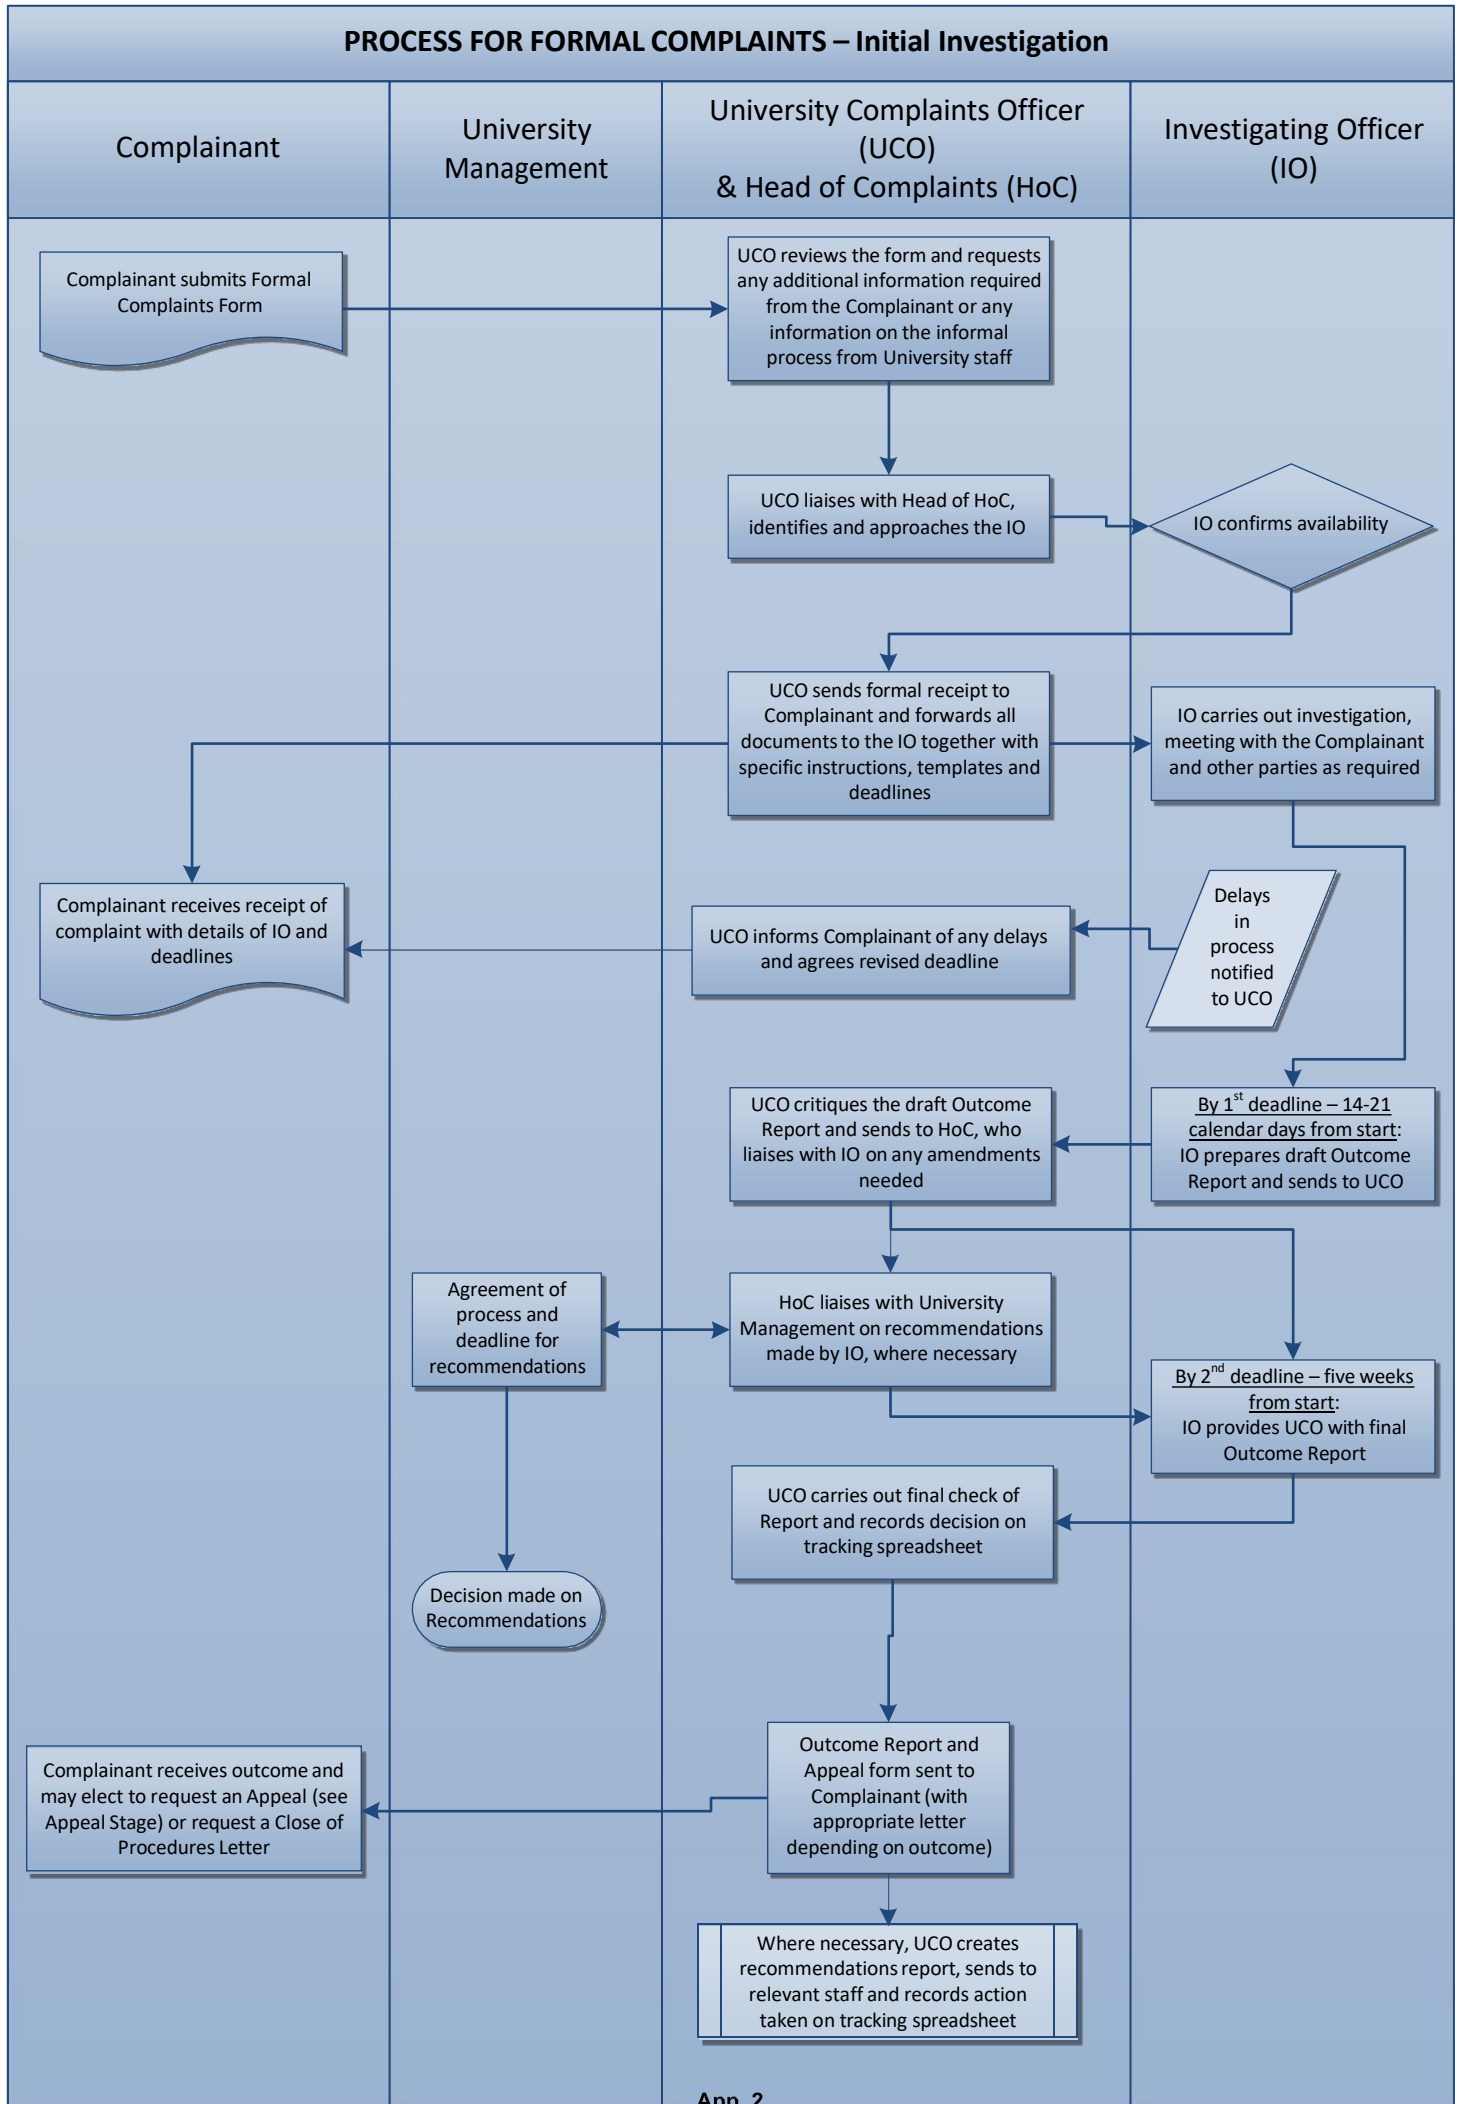 PROCESS FOR FORMAL COMPLAINTS – Initial Investigation
Complainant
University
Management
University Complaints Officer
(UCO)
& Head of Complaints (HoC)
Investigating Officer
(IO)
Complainant submits Formal
Complaints Form
UCO reviews the form and requests
any additional information required
from the Complainant or any
information on the informal
process from University staff
UCO liaises with Head of HoC,
identifies and approaches the IO
IO confirms availability
UCO sends formal receipt to
Complainant and forwards all
documents to the IO together with
specific instructions, templates and
deadlines
IO carries out investigation,
meeting with the Complainant
and other parties as required
Complainant receives receipt of
complaint with details of IO and
deadlines
UCO informs Complainant of any delays
and agrees revised deadline
Delays
in
process
notified
to UCO
UCO critiques the draft Outcome
Report and sends to HoC, who
liaises with IO on any amendments
needed
By 1st deadline – 14-21
calendar days from start:
IO prepares draft Outcome
Report and sends to UCO
Agreement of
process and
deadline for
recommendations
HoC liaises with University
Management on recommendations
made by IO, where necessary
By 2nd deadline – five weeks
from start:
IO provides UCO with final
Outcome Report
UCO carries out final check of
Report and records decision on
tracking spreadsheet
Decision made on
Recommendations
Complainant receives outcome and
may elect to request an Appeal (see
Appeal Stage) or request a Close of
Procedures Letter
Outcome Report and
Appeal form sent to
Complainant (with
appropriate letter
depending on outcome)
Where necessary, UCO creates
recommendations report, sends to
relevant staff and records action
taken on tracking spreadsheet
App. 2